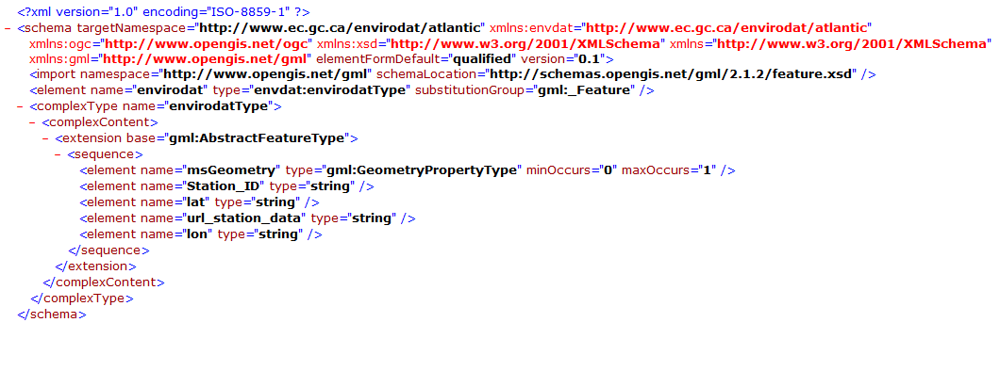 <?xml version="1.0" encoding="ISO-8859-1" ?>
- <schema targetNamespace="http://www.ec.gc.ca/envirodat/atlantic" xmlns:envdat="http://www.ec.gc.ca/envirodat/atlantic"
xmlns:ogc="http://www.opengis.net/ogc" xmlns:xsd="http://www.w3.org/2001/XMLSchema" xmlns="http://www.w3.org/2001/XMLSchema"
xmlns:gml="http://www.opengis.net/gml" elementFormDefault="qualified" version="0.1">
<import namespace="http://www.opengis.net/gml" schemaLocation="http://schemas.opengis.net/gml/2.1.2/feature.xsd" />
<element name="envirodat" type="envdat:envirodatType" substitutionGroup="gml:_Feature" />
- <complexType name="envirodatType">
- <complexContent>
- <extension base="gml:AbstractFeatureType">
- <sequence>
<element name="msGeometry" type="gml:GeometryPropertyType" minOccurs="0" maxOccurs="1" />
<element name="Station_ID" type="string" />
<element name="lat" type="string" />
<element name="url_station_data" type="string" />
<element name="lon" type="string" />
</sequence>
</extension>
</complexContent>
</complexType>
</schema>